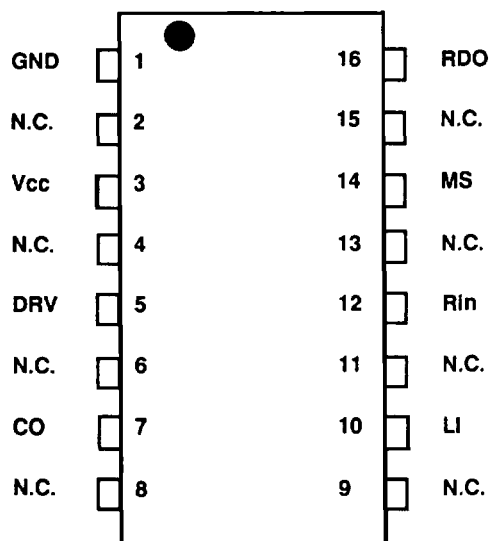 GND 1 16 RDO
N.C. 2 15 N.C.
Vcc 3 14 MS
N.C. 4 13 N.C.
DRV 5 12 Rin
N.C. 6 11 N.C.
CO 7 10 LI
N.C. 8 9 N.C.